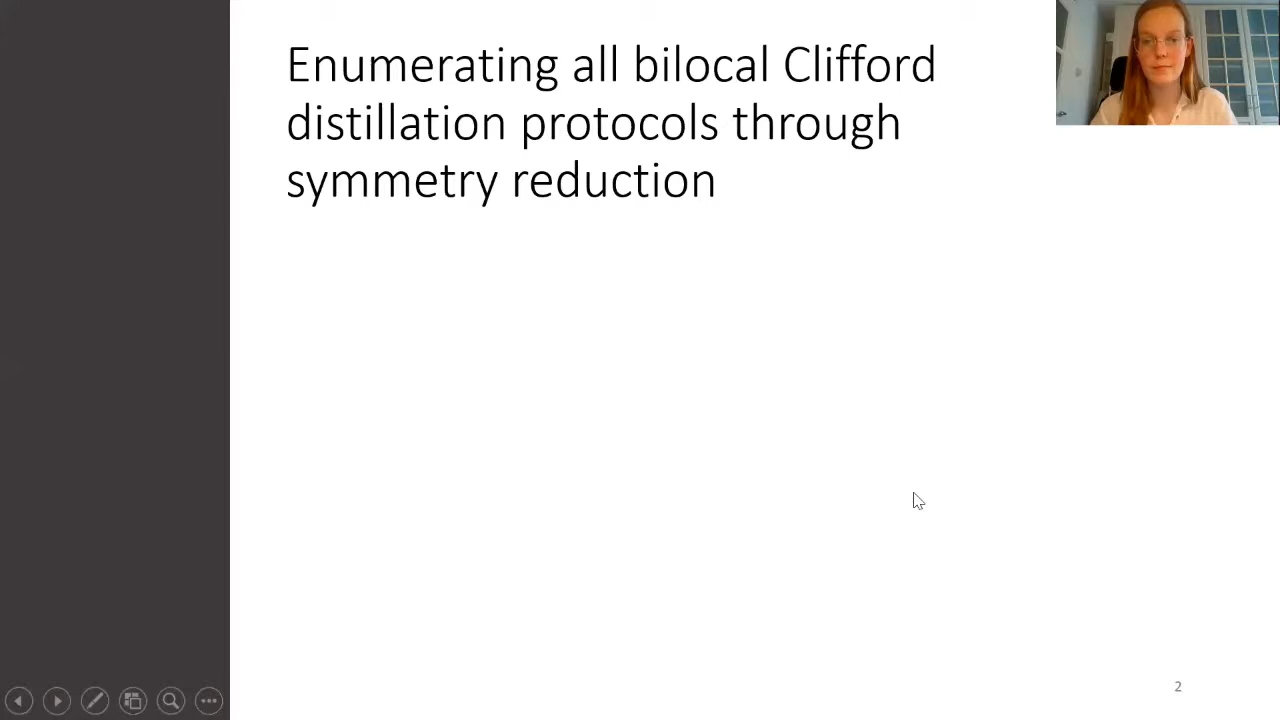 Enumerating all bilocal Clifford
distillation protocols through
symmetry reduction
2